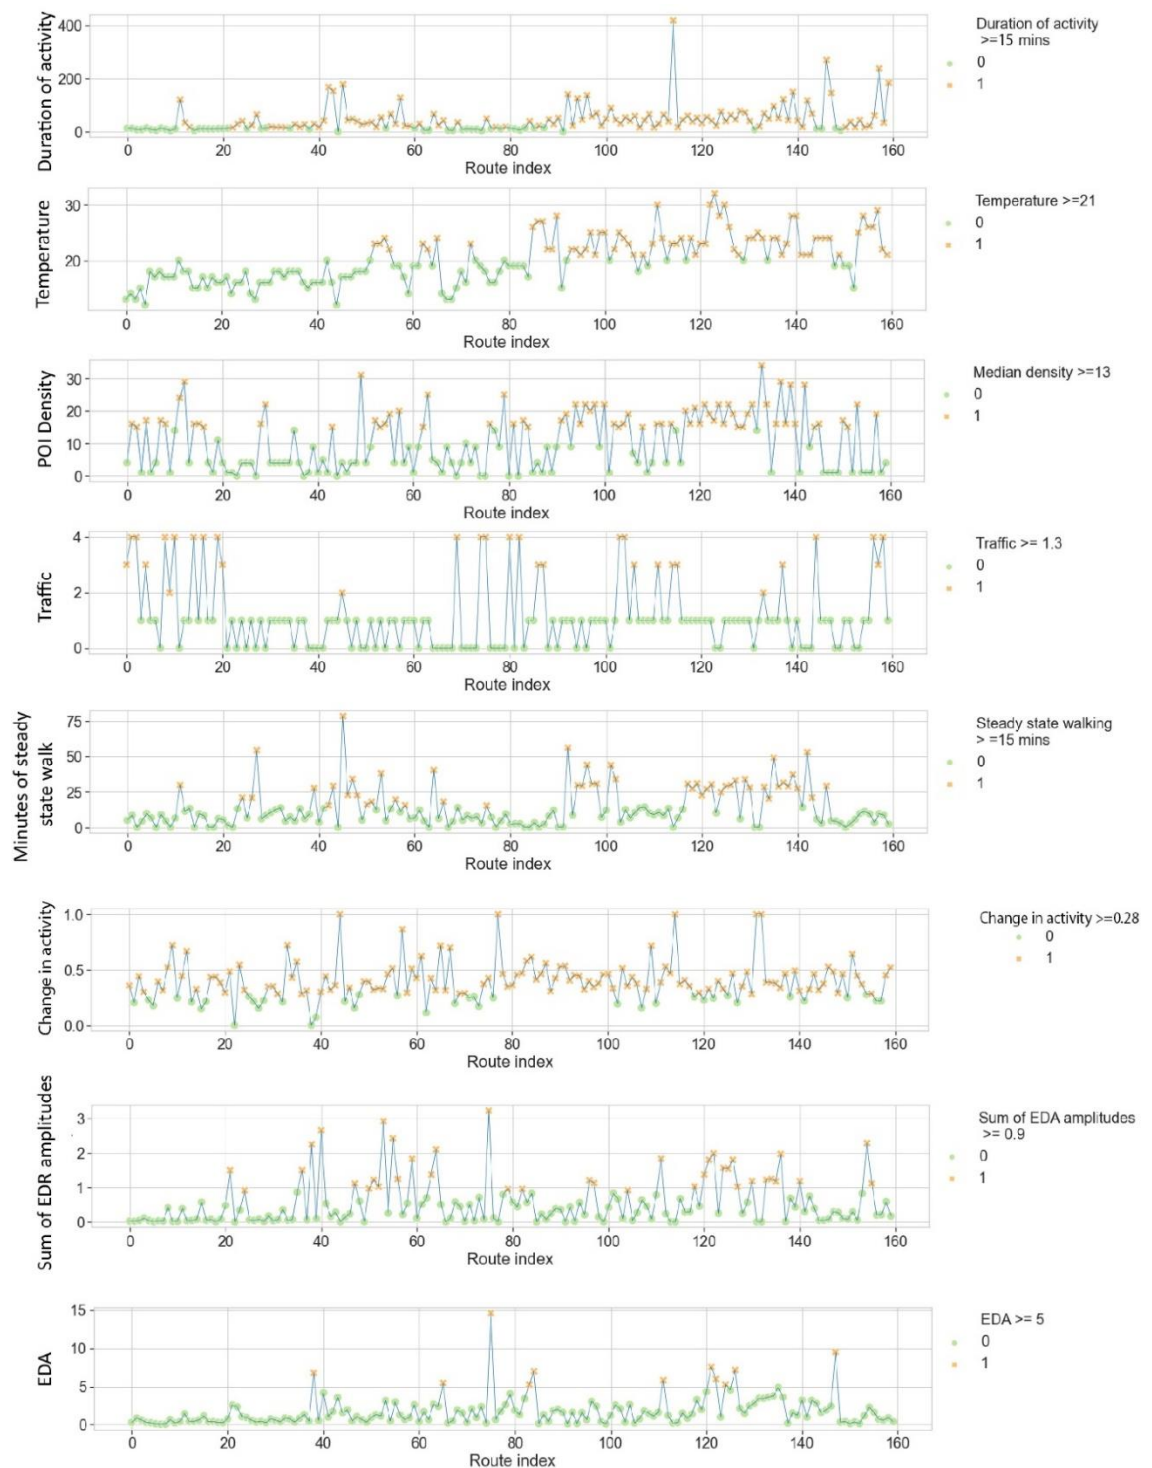 Duration of activity
400
200
0
0 20 40 60 80 100 120 140 160
Route index
Duration of activity
>=15 mins
0
1
Temperature
30
20
0 20 40 60 80 100 120 140 160
Route index
Temperature >=21
0
1
POI Density
30
20
10
0
0 20 40 60 80 100 120 140 160
Route index
Median density >=13
0
1
Traffic
4
2
0
0 20 40 60 80 100 120 140 160
Route index
Traffic >= 1.3
0
1
Minutes of steady
state walk
75
50
25
0
0 20 40 60 80 100 120 140 160
Route index
Steady state walking
> =15 mins
0
1
Change in activity
1.0
0.5
0.0
0 20 40 60 80 100 120 140 160
Route index
Change in activity >=0.28
0
1
Sum of EDR amplitudes
3
2
1
0
0 20 40 60 80 100 120 140 160
Route index
Sum of EDA amplitudes
>= 0.9
0
1
EDA
15
10
5
0
0 20 40 60 80 100 120 140 160
Route index
EDA >= 5
0
1